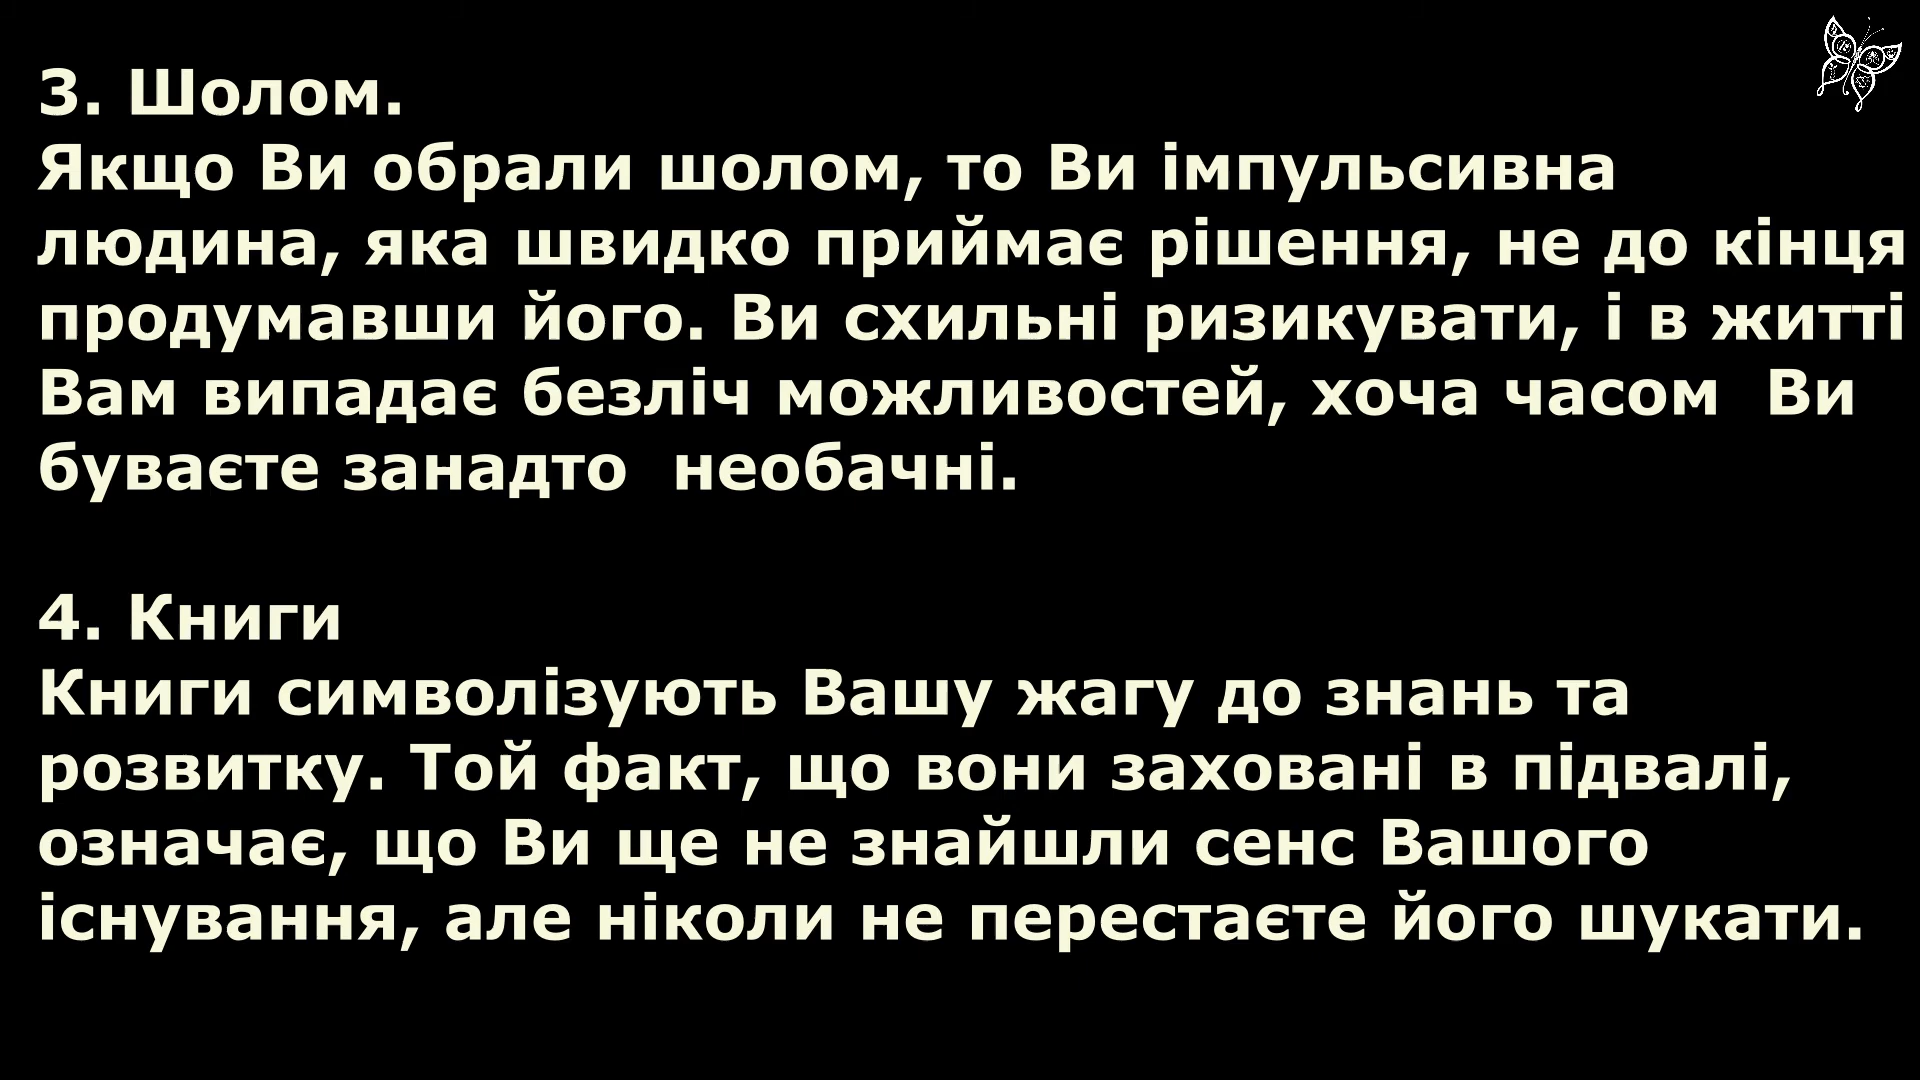 3. Шолом.
Якщо Ви обрали шолом, то Ви імпульсивна
людина, яка швидко приймає рішення, не до кінця
продумавши його. Ви схильні ризикувати, і в житті
Вам випадає безліч можливостей, хоча часом  Ви
буваєте занадто  необачні.
4. Книги
Книги символізують Вашу жагу до знань та
розвитку. Той факт, що вони заховані в підвалі,
означає, що Ви ще не знайшли сенс Вашого
існування, але ніколи не перестаєте його шукати.